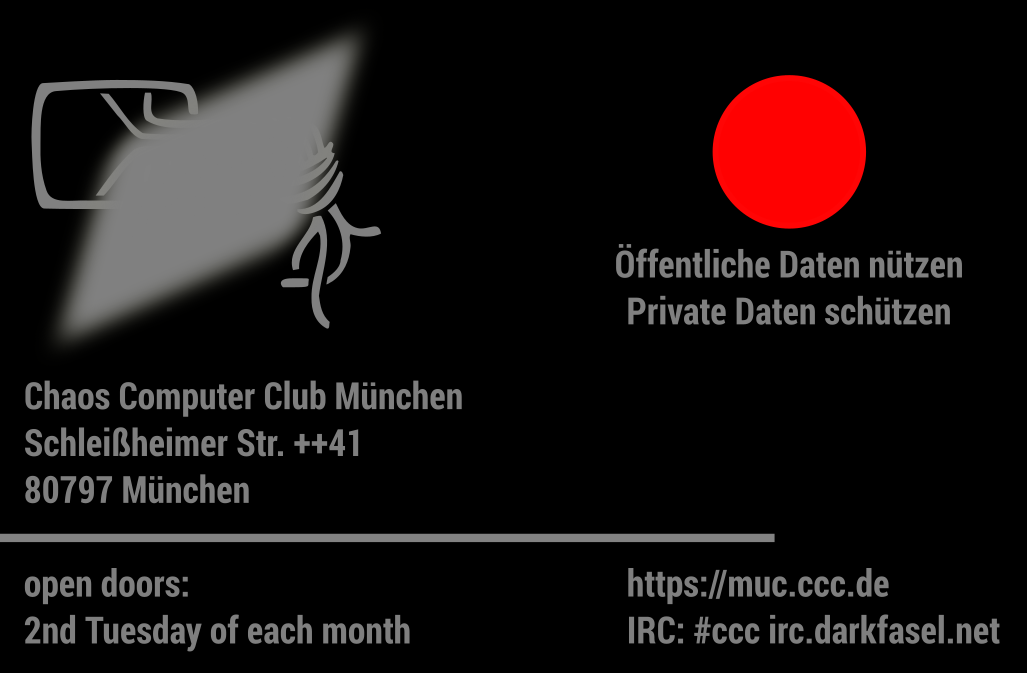 Öffentliche Daten nützen
Private Daten schützen
Chaos Computer Club München
Schleißheimer Str. ++41
80797 München
open doors:
2nd Tuesday of each month
https://muc.ccc.de
IRC: #ccc irc.darkfasel.net